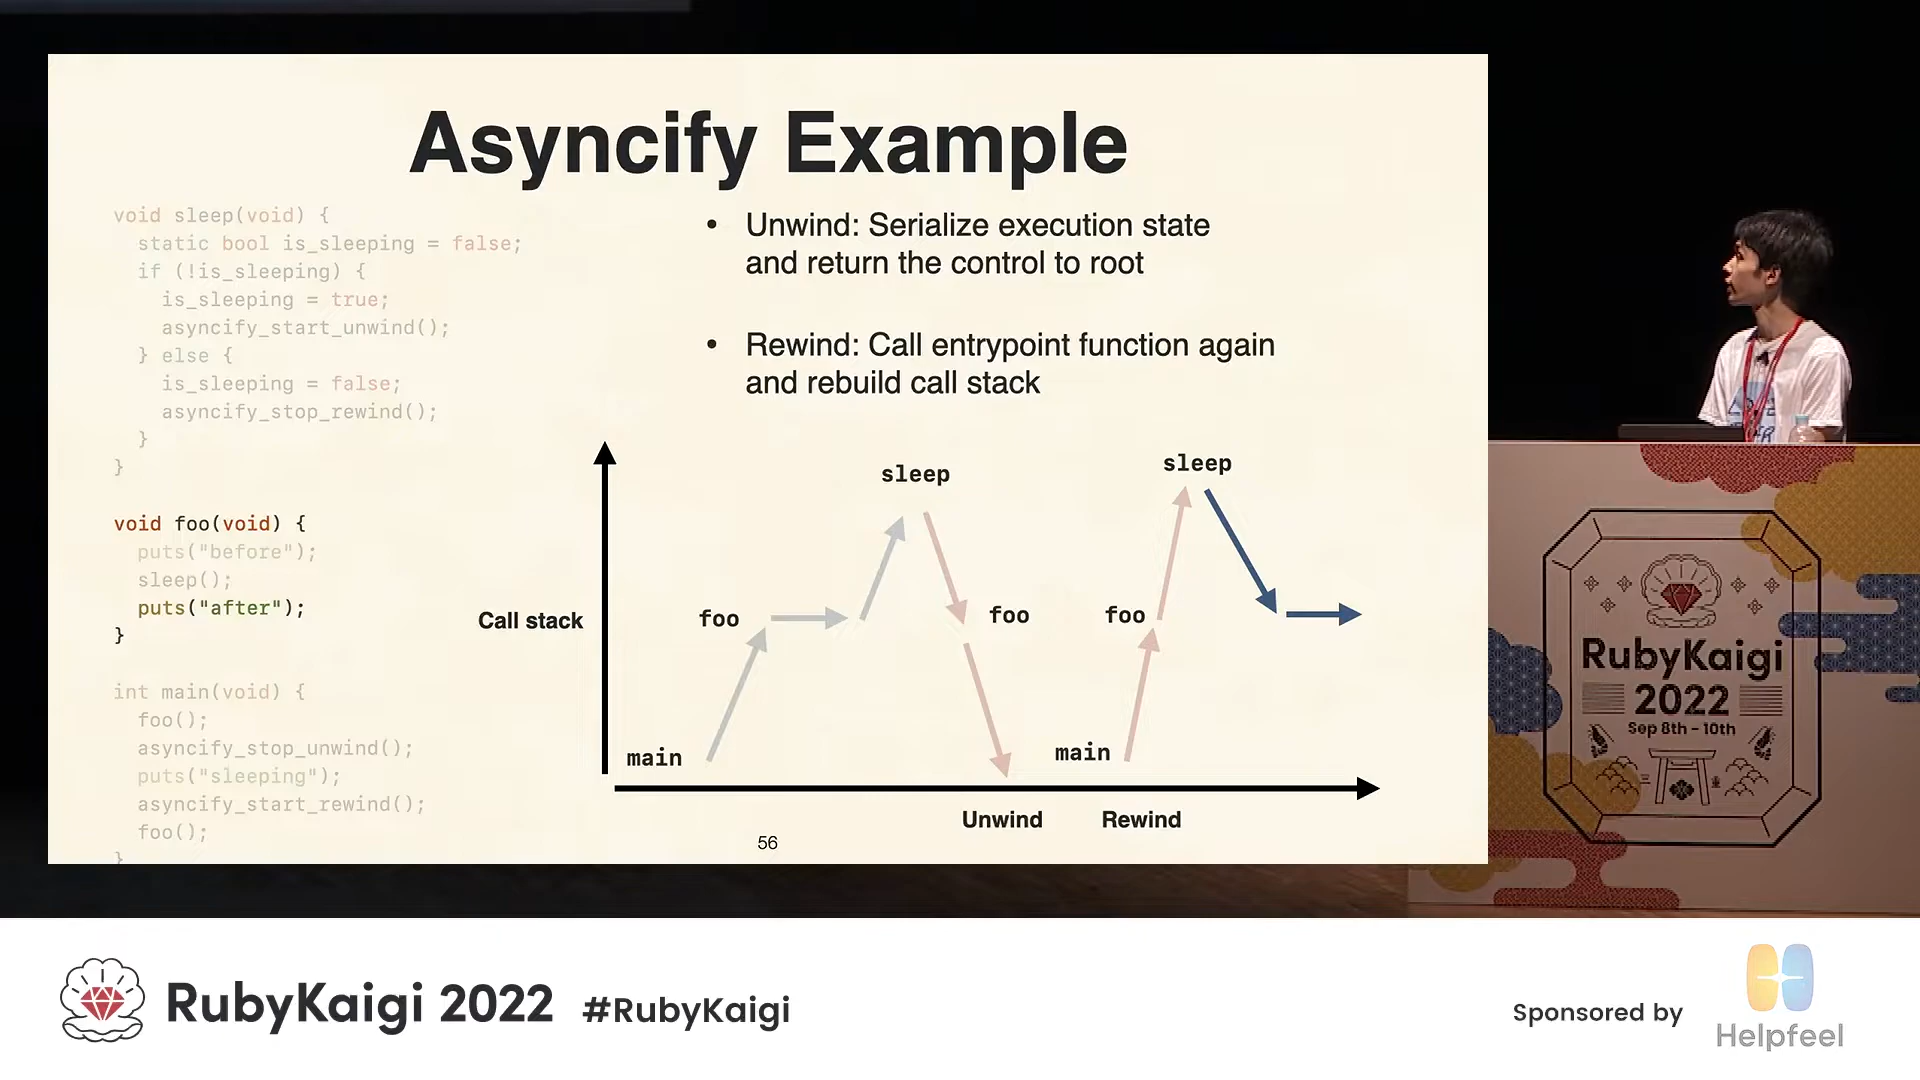 Asyncify Example
void sleep(void) {
static bool is_sleeping = false;
if (!is_sleeping) {
is_sleeping = true;
asyncify_start_unwind();
} else {
is_sleeping = false;
asyncify_stop_rewind();
}
}
void foo(void) {
puts("before");
sleep();
puts("after");
}
int main(void) {
foo();
asyncify_stop_unwind();
puts("sleeping");
asyncify_start_rewind();
foo();
}
• Unwind: Serialize execution state
and return the control to root
• Rewind: Call entrypoint function again
and rebuild call stack
sleep
sleep
Call stack
foo
foo
foo
main
main
Unwind
Rewind
56
RubyKaigi
2022
Sep 8th - 10th
RubyKaigi 2022 #RubyKaigi
Sponsored by
Helpfeel